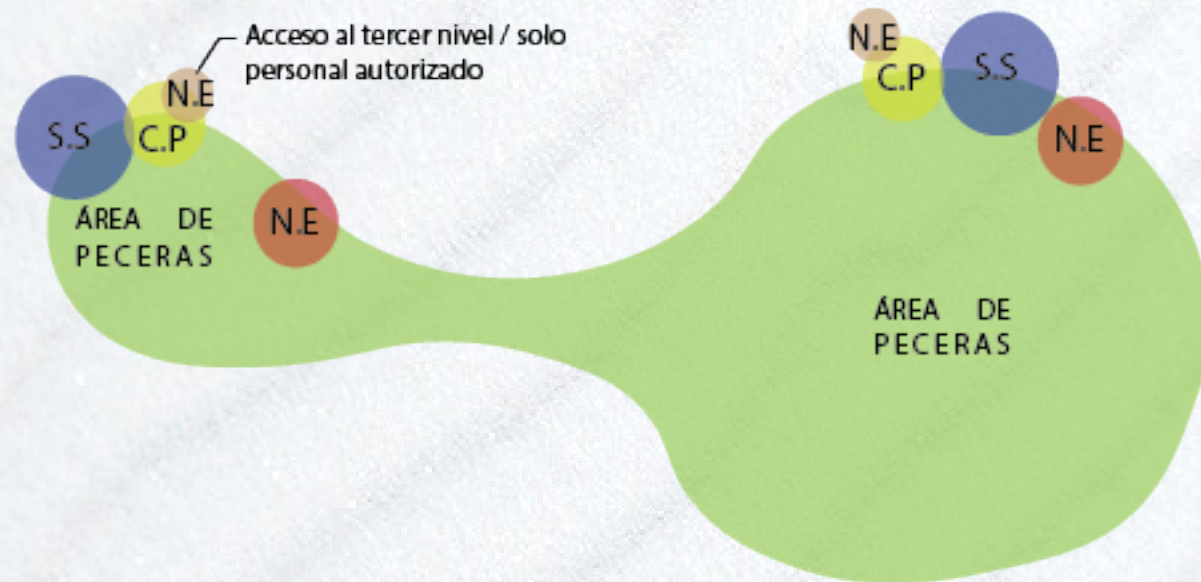 Acceso al tercer nivel / solo
personal autorizado
N.E
S.S
C.P
N.E
ÁREA DE
PECERAS
N.E
C.P
S.S
N.E
ÁREA DE
PECERAS